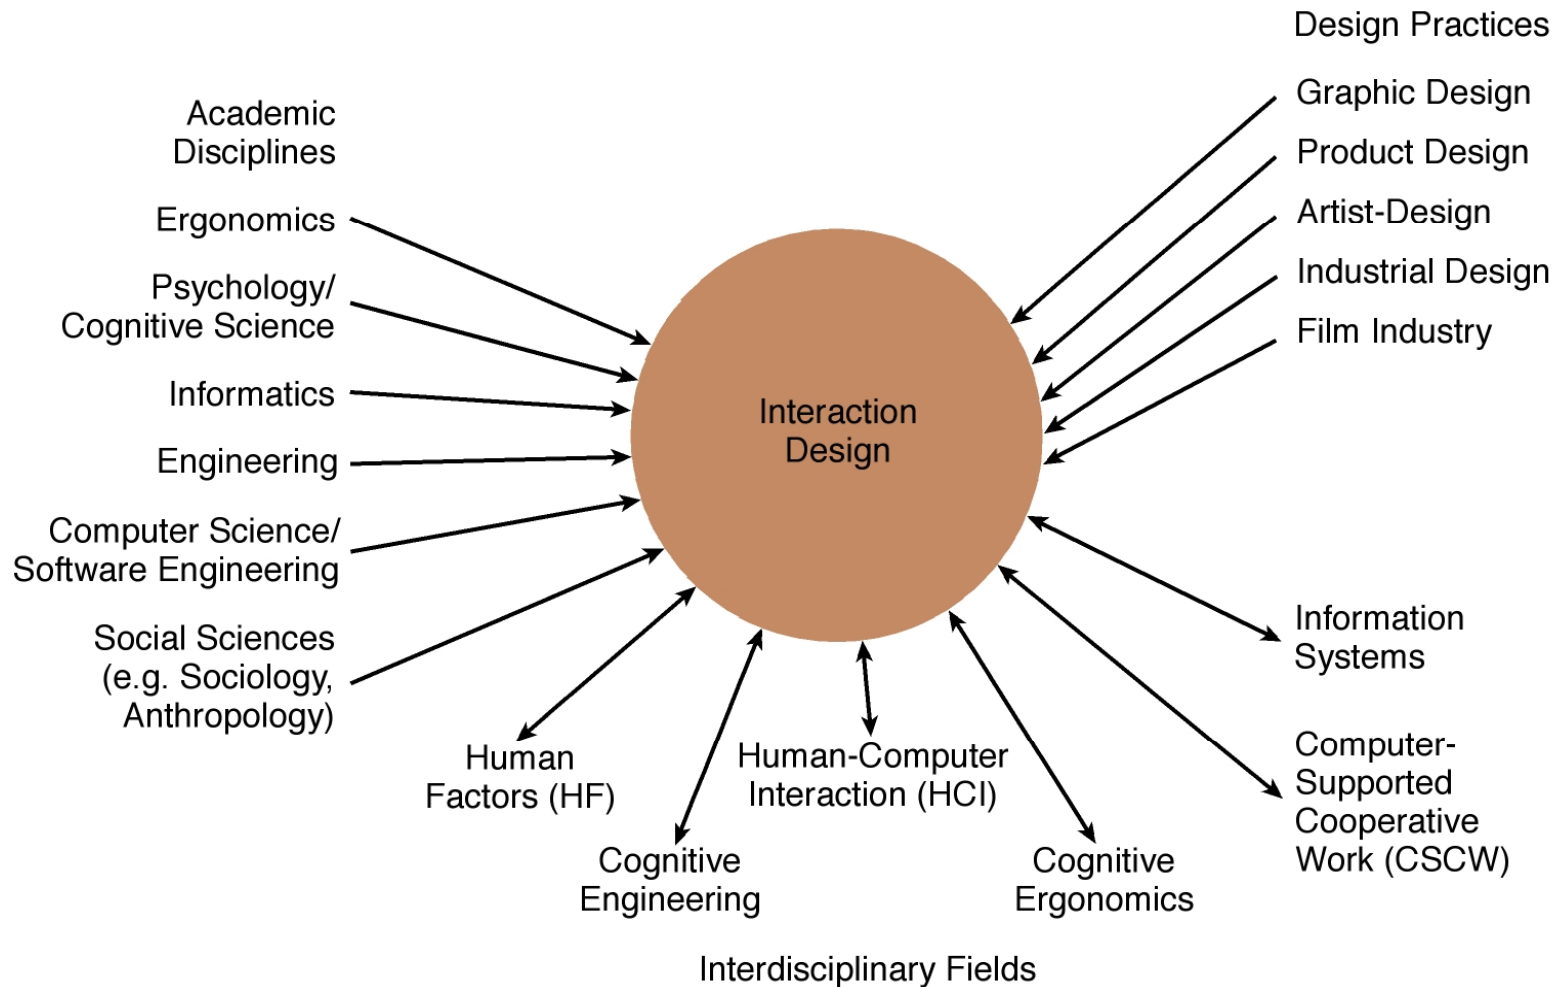 Academic
Disciplines
Ergonomics
Psychology/
Cognitive Science
Informatics
Engineering
Computer Science/
Software Engineering
Social Sciences
(e.g. Sociology,
Anthropology)
Design Practices
Graphic Design
Product Design
Artist-Design
Industrial Design
Film Industry
Interaction
Design
Human
Factors (HF)
Cognitive
Engineering
Human-Computer
Interaction (HCI)
Cognitive
Ergonomics
Information
Systems
Computer-
Supported
Cooperative
Work (CSCW)
Interdisciplinary Fields